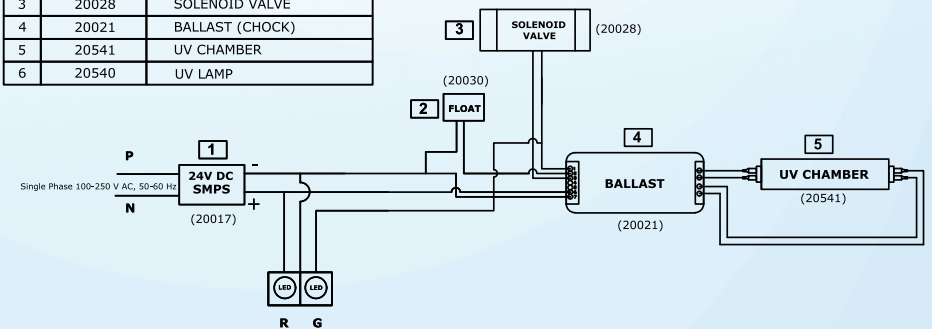 3 20028 SOLENOID VALVE
4 20021 BALLAST (CHOCK)
5 20541 UV CHAMBER
6 20540 UV LAMP
3
SOLENOID
VALVE
(20028)
(20030)
2
FLOAT
1
4
5
P
-
24V DC
SMPS
Single Phase 100-250 V AC, 50-60 Hz
N
+
(20017)
BALLAST
(20021)
UV CHAMBER
(20541)
LED LED
R G